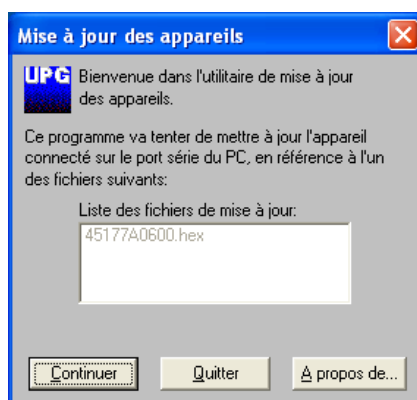 Mise à jour des appareils
UPG
Bienvenue dans l'utilitaire de mise à jour
des appareils.
Ce programme va tenter de mettre à jour l'appareil
connecté sur le port série du PC, en référence à l'un
des fichiers suivants:
Liste des fichiers de mise à jour:
45177A0600.hex
Continuer
Quitter
A propos de...